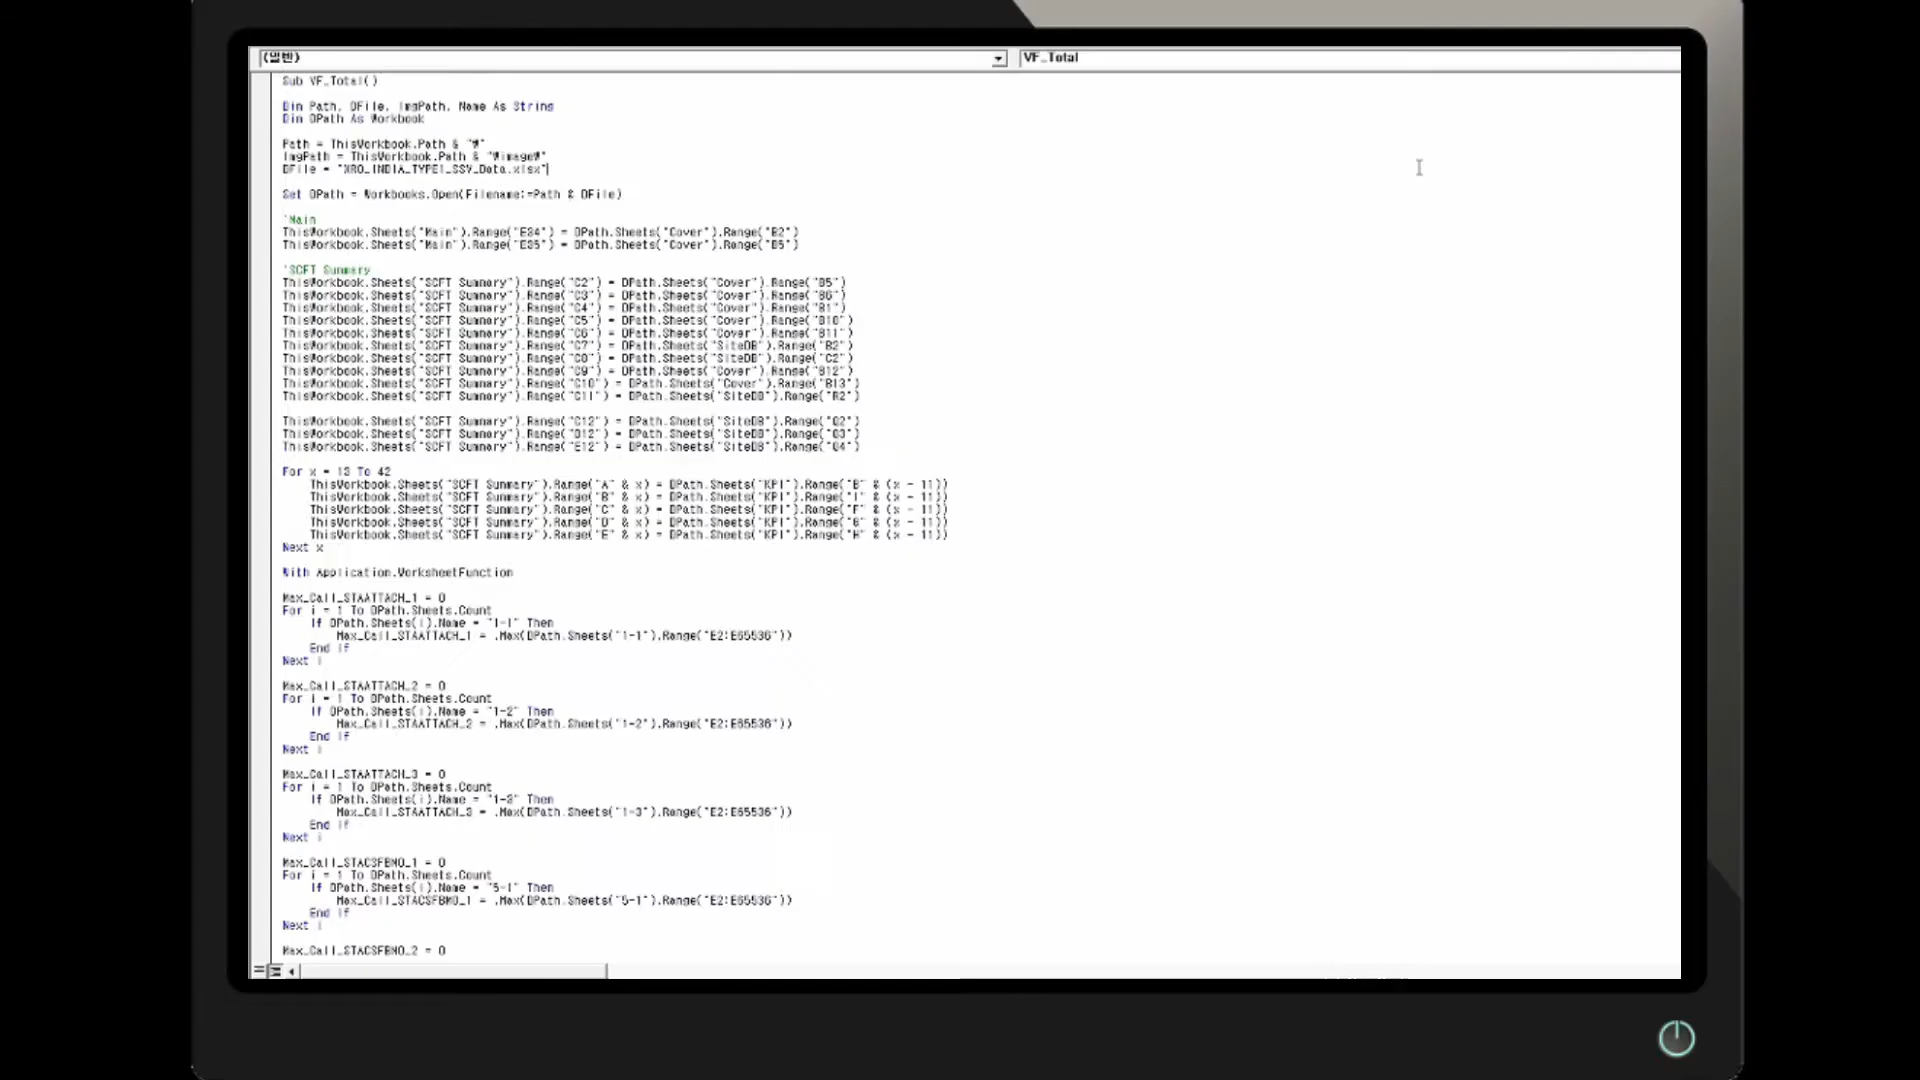 (일반)
VF_Total
Sub VF_Total()
Dim Path, DFile, ImgPath, Name As String
Dim DPath As Workbook
Path = ThisWorkbook.Path & "₩"
ImgPath = ThisWorkbook.Path & "₩image₩"
DFile = "XRO_INDIA_TYPE1_SSV_Data.xlsx"
Set DPath = Workbooks.Open(Filename:=Path & DFile)
'Main
ThisWorkbook.Sheets("Main").Range("E34") = DPath.Sheets("Cover").Range("B2")
ThisWorkbook.Sheets("Main").Range("E35") = DPath.Sheets("Cover").Range("B5")
'SCFT Summary
ThisWorkbook.Sheets("SCFT Summary").Range("C2") = DPath.Sheets("Cover").Range("B5")
ThisWorkbook.Sheets("SCFT Summary").Range("C3") = DPath.Sheets("Cover").Range("B6")
ThisWorkbook.Sheets("SCFT Summary").Range("C4") = DPath.Sheets("Cover").Range("B1")
ThisWorkbook.Sheets("SCFT Summary").Range("C5") = DPath.Sheets("Cover").Range("B10")
ThisWorkbook.Sheets("SCFT Summary").Range("C6") = DPath.Sheets("Cover").Range("B11")
ThisWorkbook.Sheets("SCFT Summary").Range("C7") = DPath.Sheets("SiteDB").Range("B2")
ThisWorkbook.Sheets("SCFT Summary").Range("C8") = DPath.Sheets("SiteDB").Range("C2")
ThisWorkbook.Sheets("SCFT Summary").Range("C9") = DPath.Sheets("Cover").Range("B12")
ThisWorkbook.Sheets("SCFT Summary").Range("C10") = DPath.Sheets("Cover").Range("B13")
ThisWorkbook.Sheets("SCFT Summary").Range("C11") = DPath.Sheets("SiteDB").Range("R2")
ThisWorkbook.Sheets("SCFT Summary").Range("C12") = DPath.Sheets("SiteDB").Range("Q2")
ThisWorkbook.Sheets("SCFT Summary").Range("D12") = DPath.Sheets("SiteDB").Range("Q3")
ThisWorkbook.Sheets("SCFT Summary").Range("E12") = DPath.Sheets("SiteDB").Range("Q4")
For x = 13 To 42
ThisWorkbook.Sheets("SCFT Summary").Range("A" & x) = DPath.Sheets("KPI").Range("B" & (x - 11))
ThisWorkbook.Sheets("SCFT Summary").Range("B" & x) = DPath.Sheets("KPI").Range("I" & (x - 11))
ThisWorkbook.Sheets("SCFT Summary").Range("C" & x) = DPath.Sheets("KPI").Range("F" & (x - 11))
ThisWorkbook.Sheets("SCFT Summary").Range("D" & x) = DPath.Sheets("KPI").Range("G" & (x - 11))
ThisWorkbook.Sheets("SCFT Summary").Range("E" & x) = DPath.Sheets("KPI").Range("H" & (x - 11))
Next x
With Application.WorksheetFunction
Max_Call_STAATTACH_1 = 0
For i = 1 To DPath.Sheets.Count
If DPath.Sheets(i).Name = "1-1" Then
Max_Call_STAATTACH_1 = .Max(DPath.Sheets("1-1").Range("E2:E65536"))
End If
Next i
Max_Call_STAATTACH_2 = 0
For i = 1 To DPath.Sheets.Count
If DPath.Sheets(i).Name = "1-2" Then
Max_Call_STAATTACH_2 = .Max(DPath.Sheets("1-2").Range("E2:E65536"))
End If
Next i
Max_Call_STAATTACH_3 = 0
For i = 1 To DPath.Sheets.Count
If DPath.Sheets(i).Name = "1-3" Then
Max_Call_STAATTACH_3 = .Max(DPath.Sheets("1-3").Range("E2:E65536"))
End If
Next i
Max_Call_STACSFBMO_1 = 0
For i = 1 To DPath.Sheets.Count
If DPath.Sheets(i).Name = "5-1" Then
Max_Call_STACSFBMO_1 = .Max(DPath.Sheets("5-1").Range("E2:E65536"))
End If
Next i
Max_Call_STACSFBMO_2 = 0